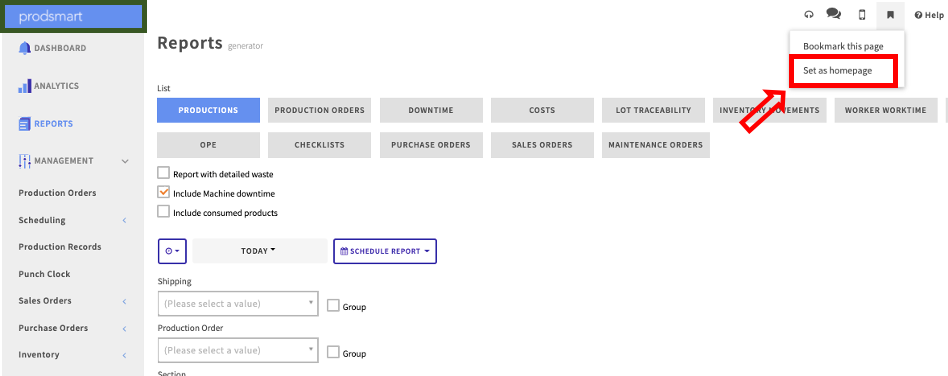 prodsmart
Help
DASHBOARD
Reports generator
Bookmark this page
Set as homepage
ANALYTICS
List
PRODUCTIONS PRODUCTION ORDERS DOWNTIME COSTS LOT TRACEABILITY INVENTORY MOVEMENTS WORKER WORKTIME
REPORTS
OPE CHECKLISTS PURCHASE ORDERS SALES ORDERS MAINTENANCE ORDERS
MANAGEMENT
Report with detailed waste
Production Orders
Include Machine downtime
Scheduling
Include consumed products
Production Records
TODAY SCHEDULE REPORT
Punch Clock
Shipping
Sales Orders
(Please select a value) Group
Purchase Orders
Production Order
Inventory
(Please select a value) Group
Section